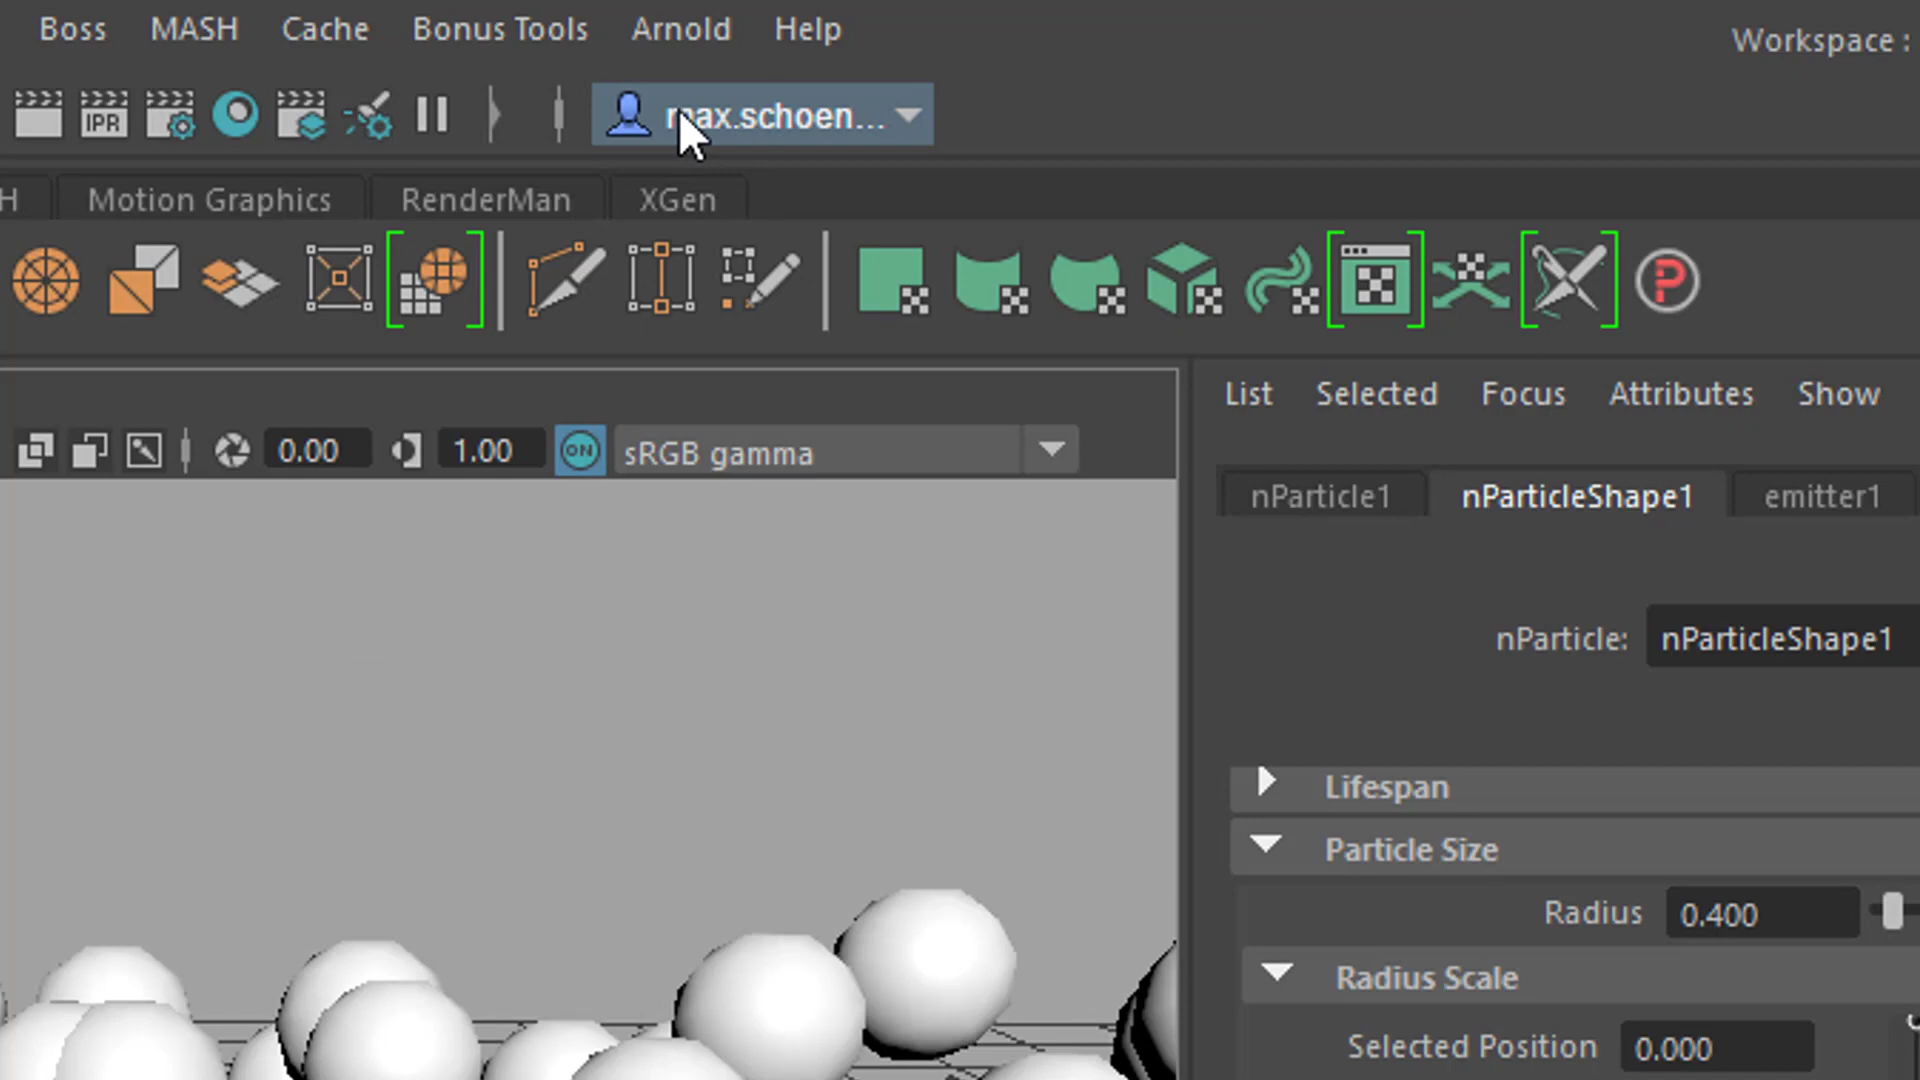 Boss MASH Cache Bonus Tools Arnold Help
Workspace :
IPR
max.schoen...
H Motion Graphics RenderMan XGen
P
List Selected Focus Attributes Show
0.00 1.00 ON sRGB gamma
nParticle1 nParticleShape1 emitter1
nParticle: nParticleShape1
Lifespan
Particle Size
Radius 0.400
Radius Scale
Selected Position 0.000